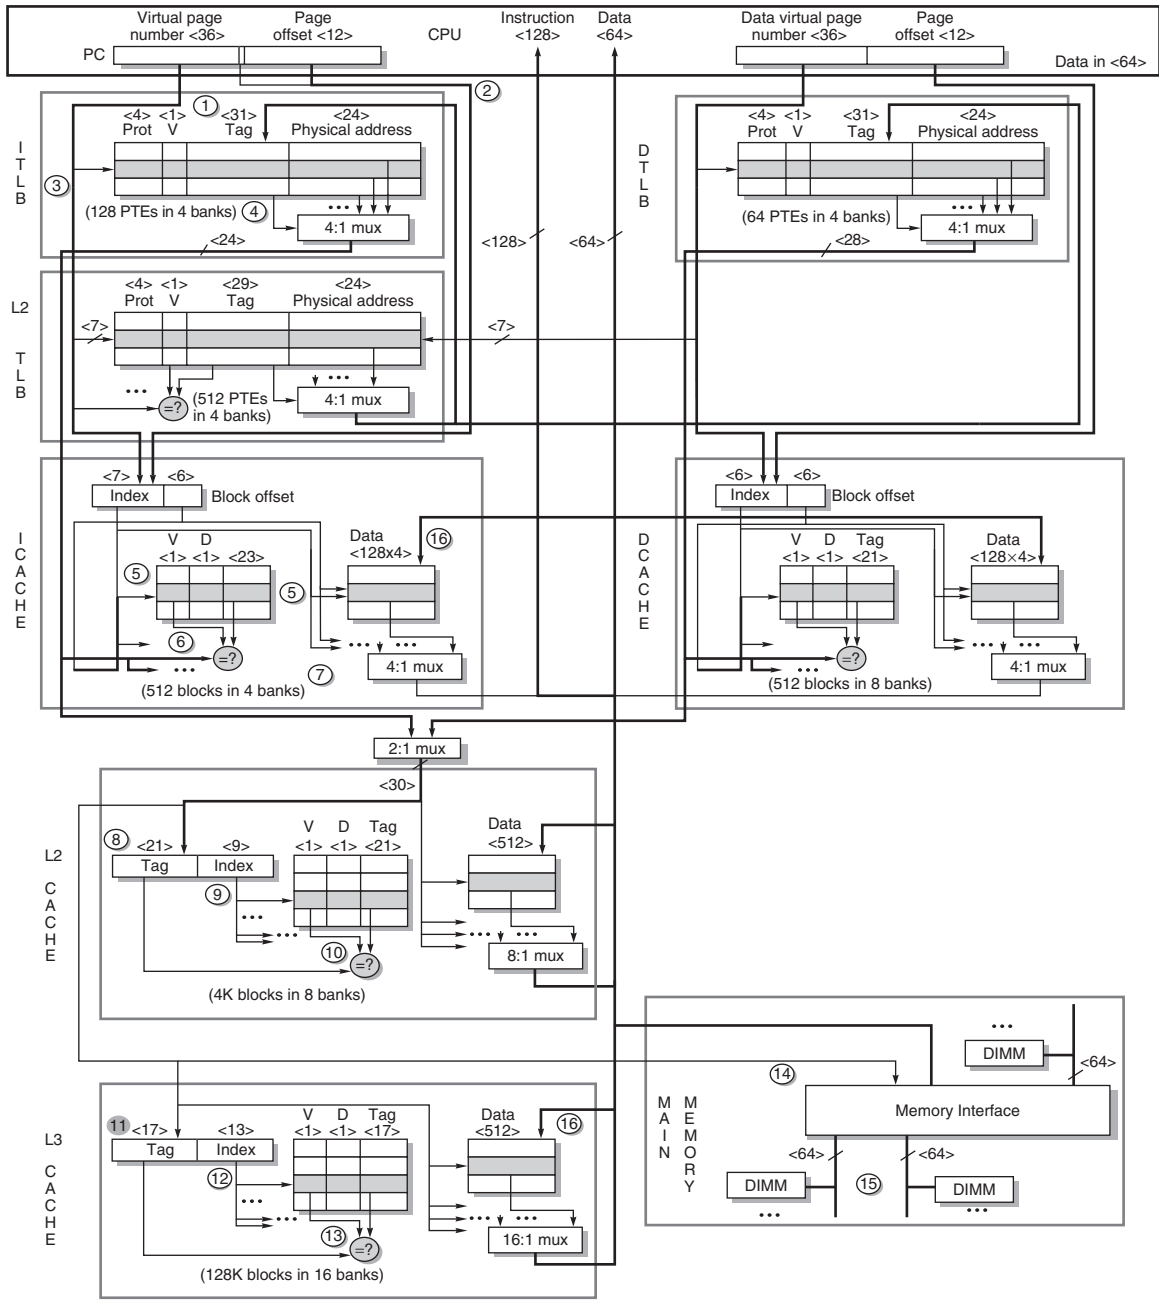 Virtual page number <36>
Page offset <12>
CPU
Instruction <128>
Data <64>
Data virtual page number <36>
Page offset <12>
PC
Data in <64>
1
2
<4> <1> <31> <24>
Prot V Tag Physical address
ITLB
3
(128 PTEs in 4 banks)
4
...
4:1 mux
<24>
<128>
<64>
<4> <1> <31> <24>
Prot V Tag Physical address
DTLB
(64 PTEs in 4 banks)
...
4:1 mux
<28>
<4> <1> <29> <24>
Prot V Tag Physical address
L2 TLB
<7>
<7>
...
=?
(512 PTEs in 4 banks)
...
4:1 mux
<7> <6>
Index
Block offset
ICACHE
V D
<1> <1> <23>
5
5
Data
<128x4>
16
6
...
=?
7
... ...
4:1 mux
(512 blocks in 4 banks)
<6> <6>
Index
Block offset
DCACHE
V D Tag
<1> <1> <21>
Data
<128×4>
...
=?
... ...
4:1 mux
(512 blocks in 8 banks)
2:1 mux
<30>
L2 CACHE
8
<21> <9>
Tag Index
9
V D Tag
<1> <1> <21>
Data
<512>
...
...
10
=?
... ...
8:1 mux
(4K blocks in 8 banks)
L3 CACHE
11
<17> <13>
Tag Index
12
V D Tag
<1> <1> <17>
Data
<512>
16
...
...
13
=?
... ...
16:1 mux
(128K blocks in 16 banks)
MAIN MEMORY
14
...
DIMM
<64>
Memory Interface
<64>
<64>
DIMM
...
15
DIMM
...